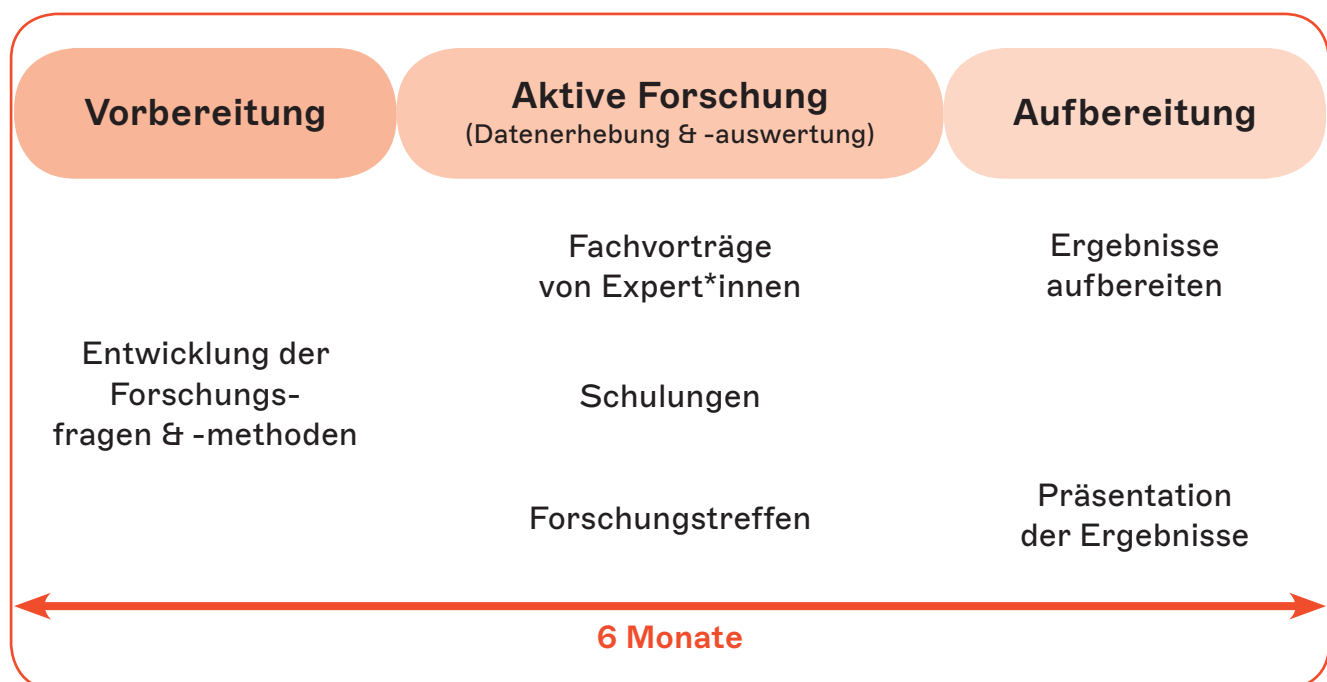 Vorbereitung
Aktive Forschung
(Datenerhebung & -auswertung)
Aufbereitung
Entwicklung der
Forschungs-
fragen & -methoden
Fachvorträge
von Expert*innen
Schulungen
Forschungstreffen
Ergebnisse
aufbereiten
Präsentation
der Ergebnisse
6 Monate